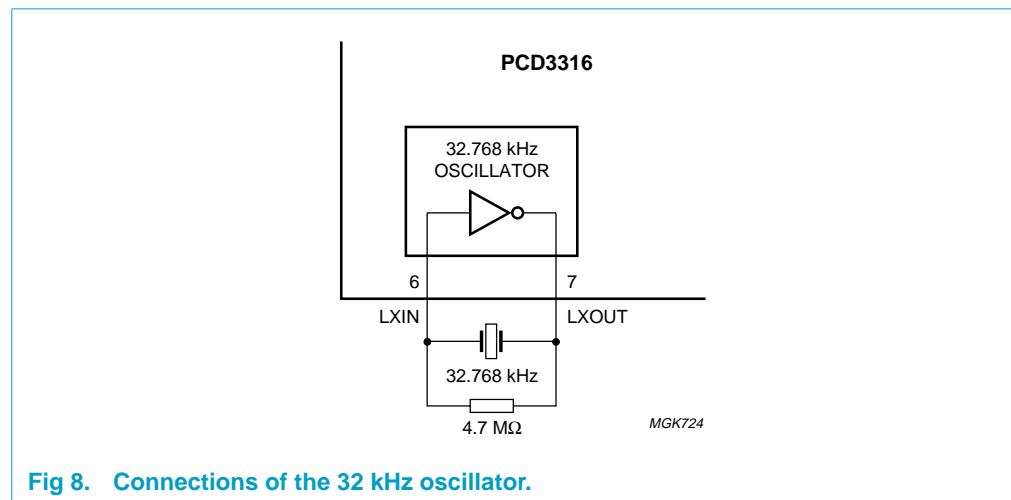 PCD3316
32.768 kHz
OSCILLATOR
6
7
LXIN
LXOUT
32.768 kHz
4.7 MΩ
MGK724
Fig 8. Connections of the 32 kHz oscillator.